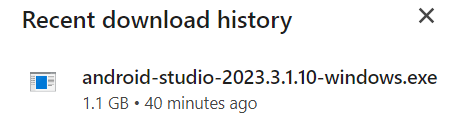 Recent download history
android-studio-2023.3.1.10-windows.exe
1.1 GB • 40 minutes ago